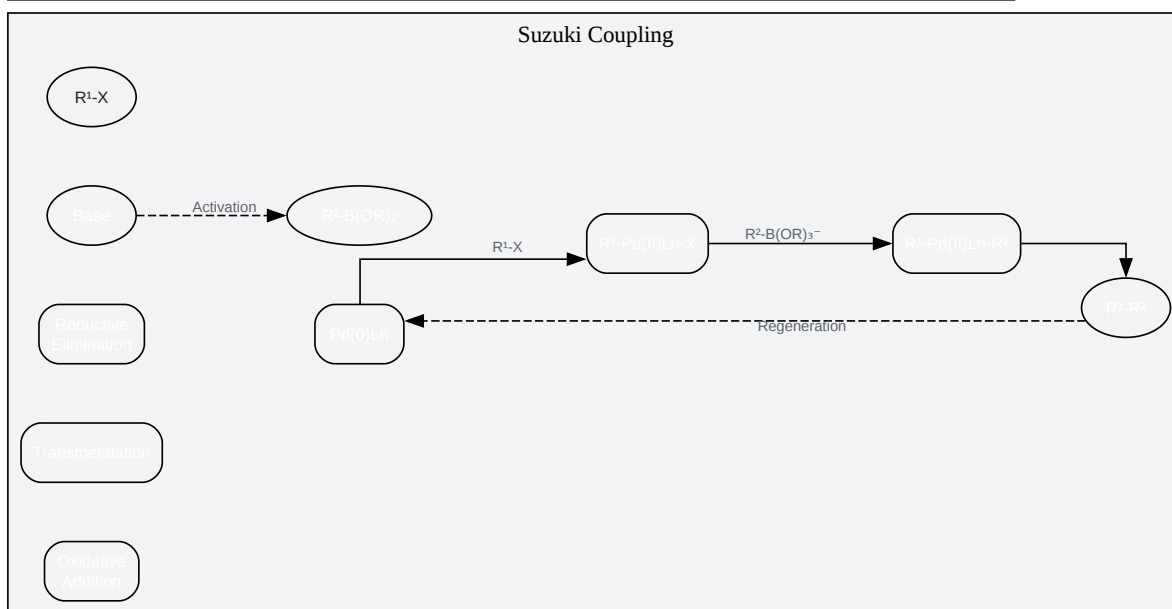 Suzuki Coupling
R¹-X
Base
Activation
R²-B(OR)₂
R¹-X
R¹-Pd(II)Ln-X
R²-B(OR)₃⁻
R¹-Pd(II)Ln-R²
R¹-R²
Reductive
Elimination
Pd(0)Ln
Regeneration
Transmetalation
Oxidative
Addition